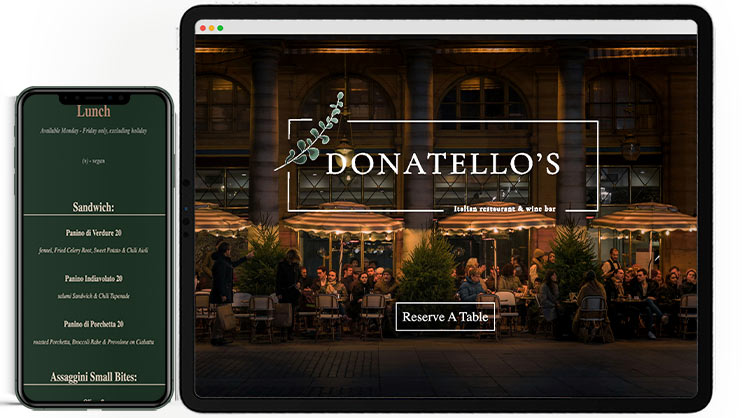 Lunch
Available Monday - Friday only, excluding holiday
(v) - vegan
Sandwich:
Panino di Verdure 20
fennel, Fried Celery Root, Sweet Potato & Chili Aioli
Panino Indiavolato 20
salumi Sandwich & Chili Tapenade
Panino di Porchetta 20
roasted Porchetta, Broccoli Rabe & Provolone on Ciabatta
Assaggini Small Bites:
DONATELLO'S
Italian restaurant & wine bar
Reserve A Table